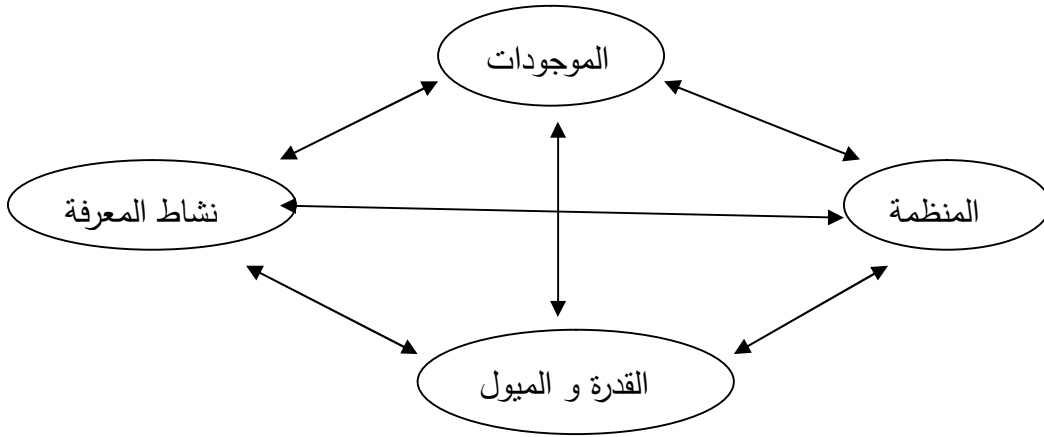 الموجودات
المنظمة
نشاط المعرفة
القدرة و الميول